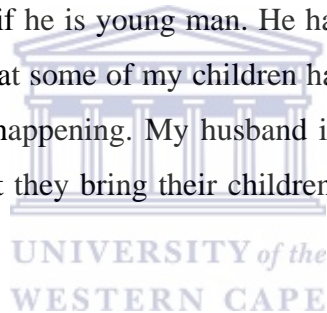 if he is young man. He ha
at some of my children ha
happening. My husband i
t they bring their children
UNIVERSITY of the
WESTERN CAPE